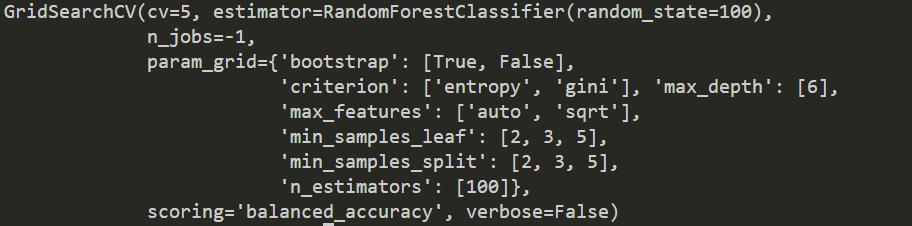 GridSearchCV(cv=5, estimator=RandomForestClassifier(random_state=100),
             n_jobs=-1,
             param_grid={'bootstrap': [True, False],
                         'criterion': ['entropy', 'gini'], 'max_depth': [6],
                         'max_features': ['auto', 'sqrt'],
                         'min_samples_leaf': [2, 3, 5],
                         'min_samples_split': [2, 3, 5],
                         'n_estimators': [100]},
             scoring='balanced_accuracy', verbose=False)